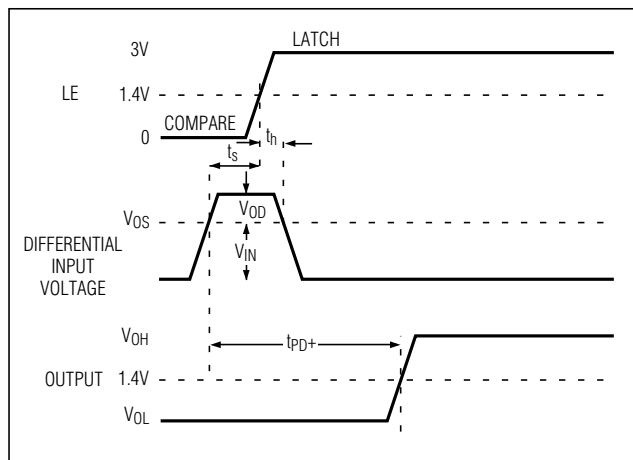 3V
LATCH
LE
1.4V
COMPARE
0
th
ts
VOS
VOD
VIN
DIFFERENTIAL
INPUT
VOLTAGE
VOH
tPD+
OUTPUT
1.4V
VOL